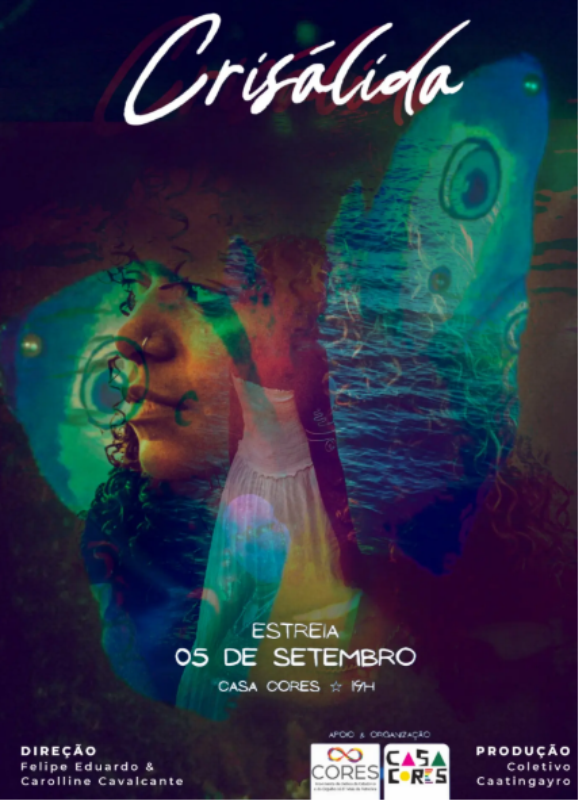 Crisálida
ESTREIA
05 DE SETEMBRO
CASA CORES ☆ 19H
APOIO & ORGANIZAÇÃO
DIREÇÃO
Felipe Eduardo &
Carolline Cavalcante
CORES
CASA
CORES
PRODUÇÃO
Coletivo
Caatingayro